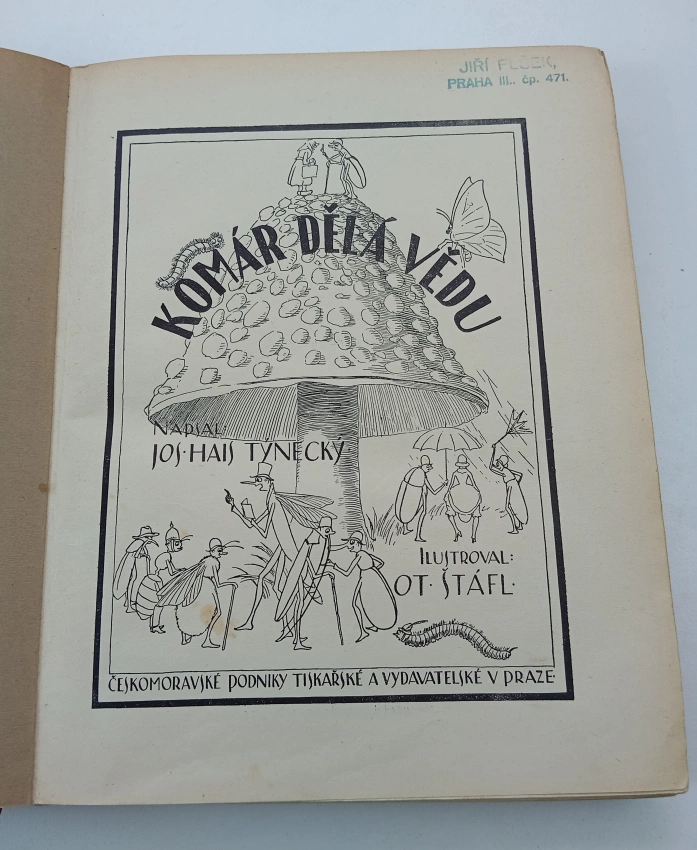 JIŘÍ
PRAHA III., čp. 471.
KOMÁR DĚLÁ VĚDU
NAPSAL:
JOS·HAIS TÝNECKÝ
ILUSTROVAL:
OT·ŠTÁFL·
ČESKOMORAVSKÉ PODNIKY TISKAŘSKÉ A VYDAVATELSKÉ V PRAZE·